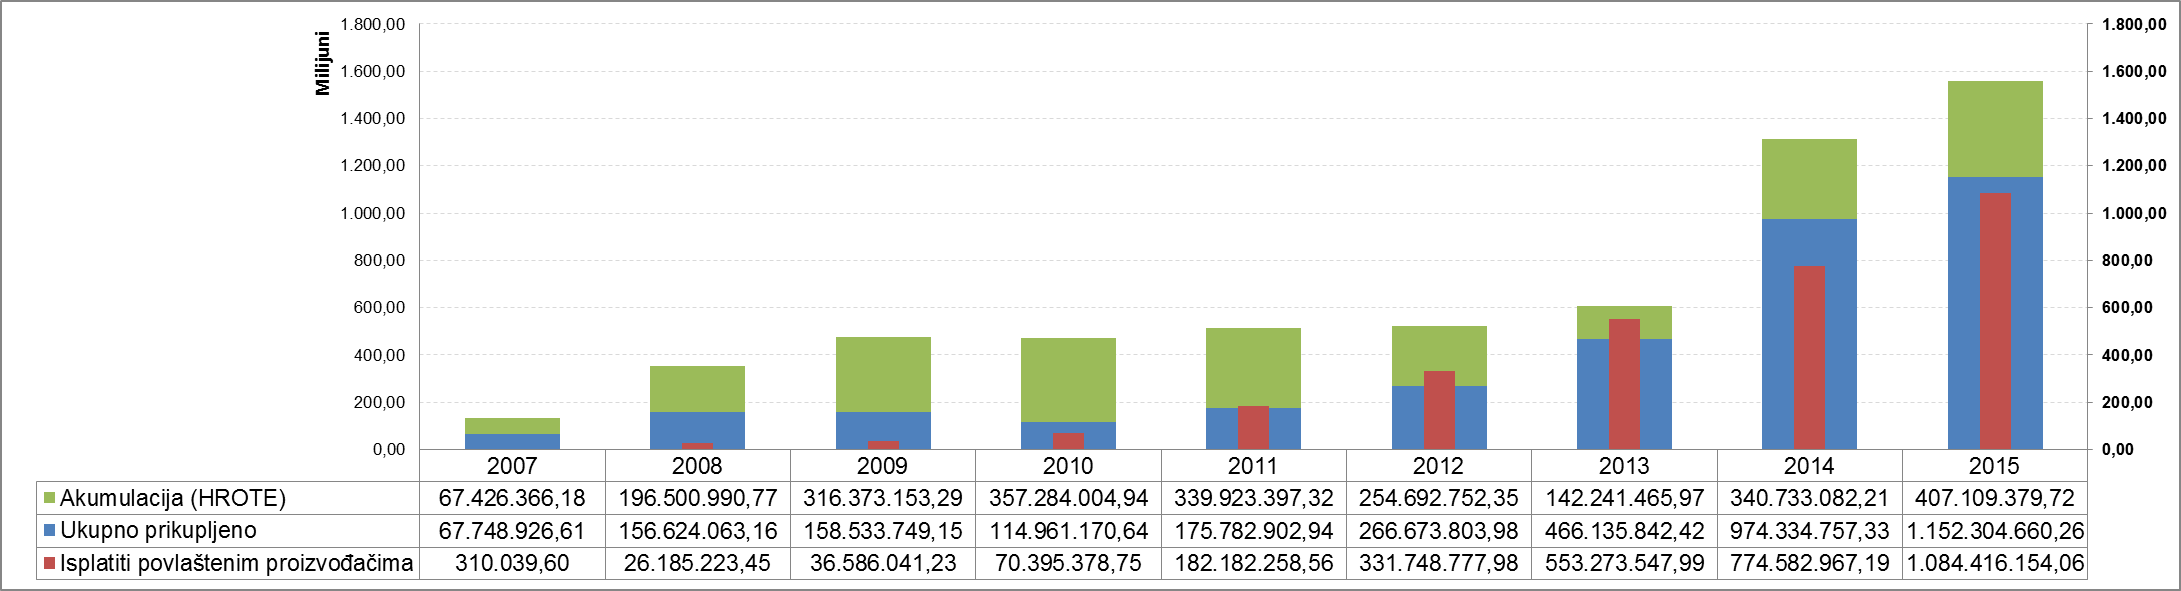 Milijuni
1.800,00 1.800,00
1.600,00 1.600,00
1.400,00 1.400,00
1.200,00 1.200,00
1.000,00 1.000,00
800,00 800,00
600,00 600,00
400,00 400,00
200,00 200,00
0,00 0,00
2007 2008 2009 2010 2011 2012 2013 2014 2015
Akumulacija (HROTE) 67.426.366,18 196.500.990,77 316.373.153,29 357.284.004,94 339.923.397,32 254.692.752,35 142.241.465,97 340.733.082,21 407.109.379,72
Ukupno prikupljeno 67.748.926,61 156.624.063,16 158.533.749,15 114.961.170,64 175.782.902,94 266.673.803,98 466.135.842,42 974.334.757,33 1.152.304.660,26
Isplatiti povlaštenim proizvođačima 310.039,60 26.185.223,45 36.586.041,23 70.395.378,75 182.182.258,56 331.748.777,98 553.273.547,99 774.582.967,19 1.084.416.154,06